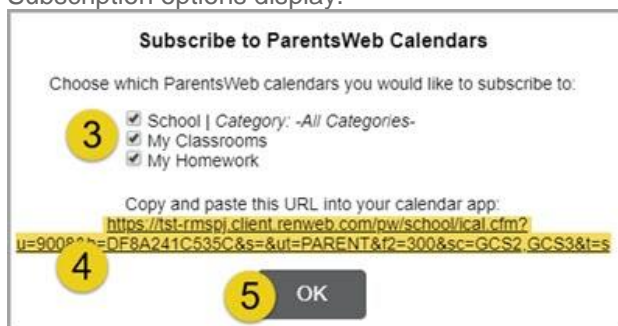 Subscription options display.
Subscribe to ParentsWeb Calendars
Choose which ParentsWeb calendars you would like to subscribe to:
3
School | Category: -All Categories-
My Classrooms
My Homework
Copy and paste this URL into your calendar app:
https://tst-rmspj.client.renweb.com/pw/school/ical.cfm?
=DF8A241C535C&s=&ut=PARENT&f2=300&sc=GCS2,GCS3&t=s
4
5 OK